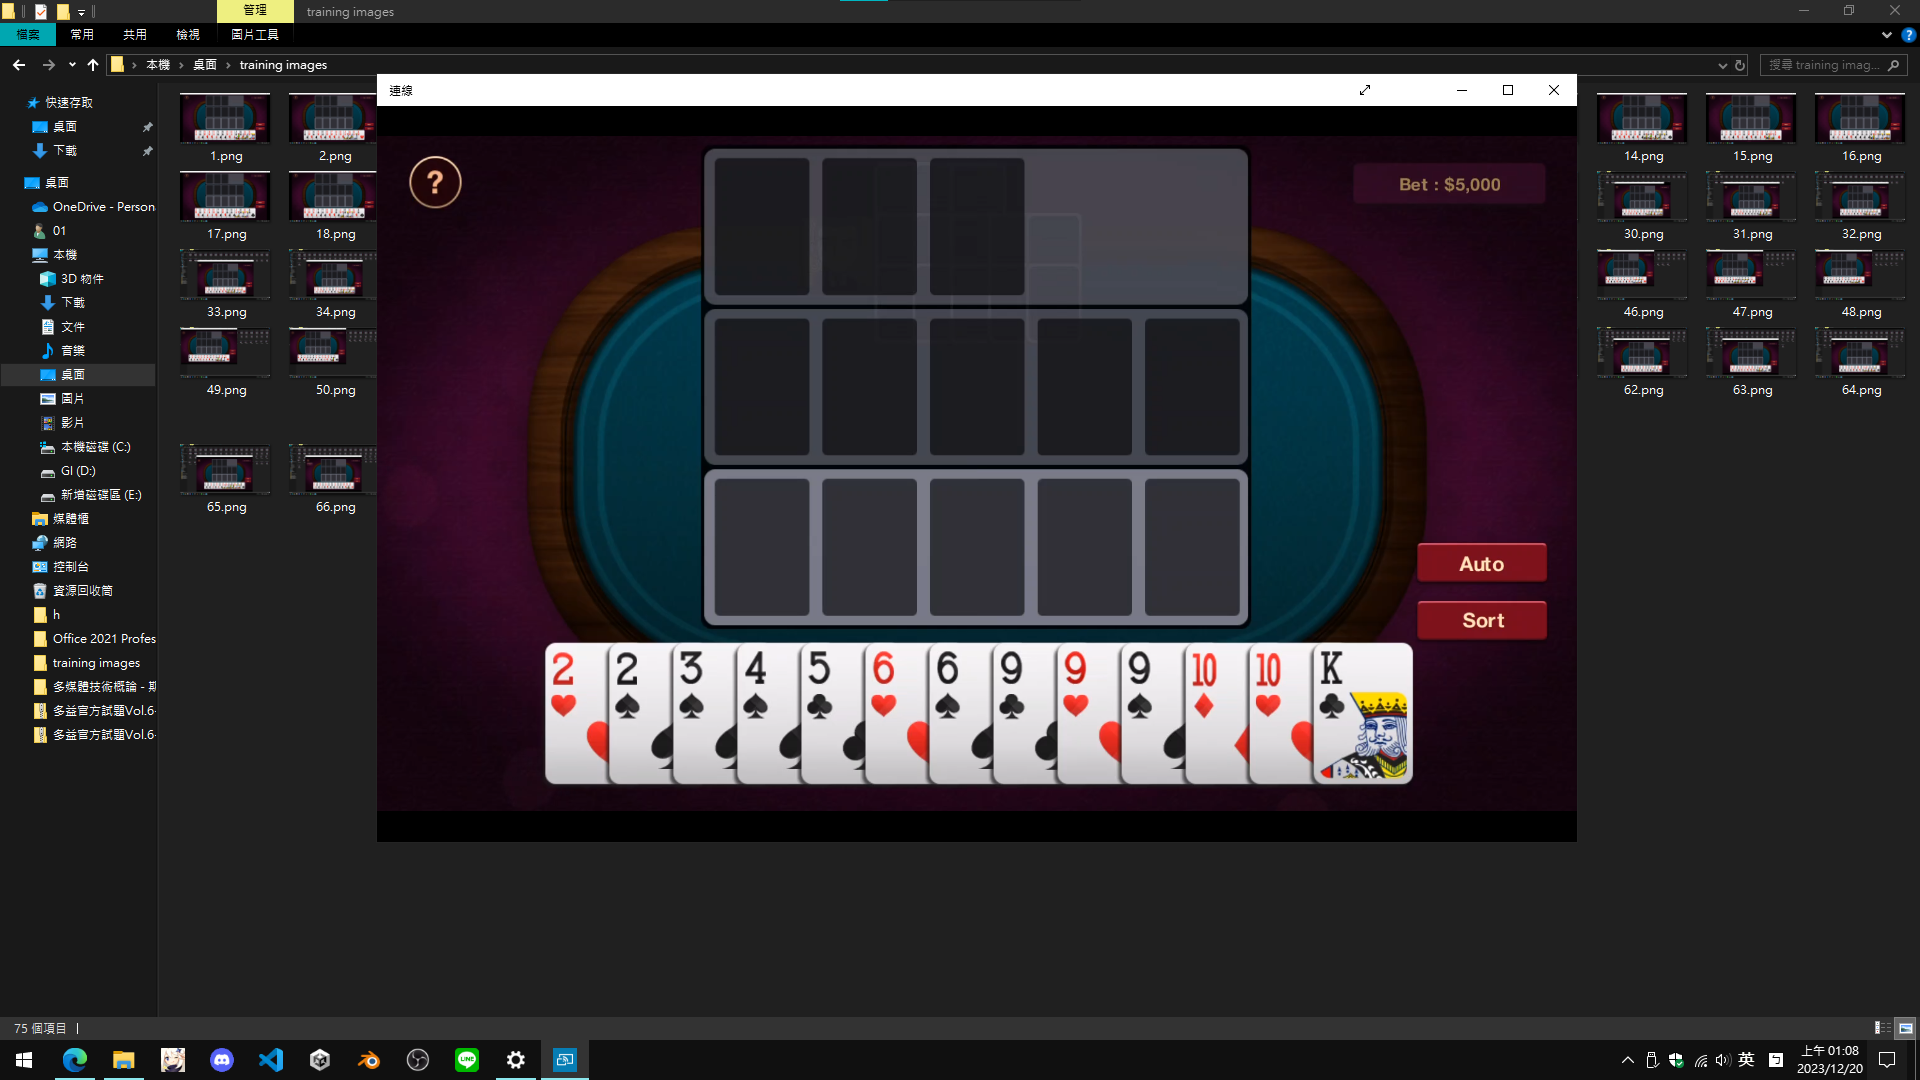 管理
training images
檔案
常用
共用
檢視
圖片工具
?
本機
桌面
training images
搜尋 training imag...
快速存取
桌面
下載
桌面
OneDrive - Person
01
本機
3D 物件
下載
文件
音樂
桌面
圖片
影片
本機磁碟 (C:)
GI (D:)
新增磁碟區 (E:)
媒體櫃
網路
控制台
資源回收筒
h
Office 2021 Profes
training images
多媒體技術概論 - 期
多益官方試題Vol.6-
多益官方試題Vol.6-
1.png
2.png
14.png
15.png
16.png
17.png
18.png
30.png
31.png
32.png
33.png
34.png
46.png
47.png
48.png
49.png
50.png
62.png
63.png
64.png
65.png
66.png
連線
?
Bet : $5,000
Auto
Sort
2 2 3 4 5 6 6 9 9 9 10 10 K
75 個項目
LINE
英
上午 01:08
2023/12/20